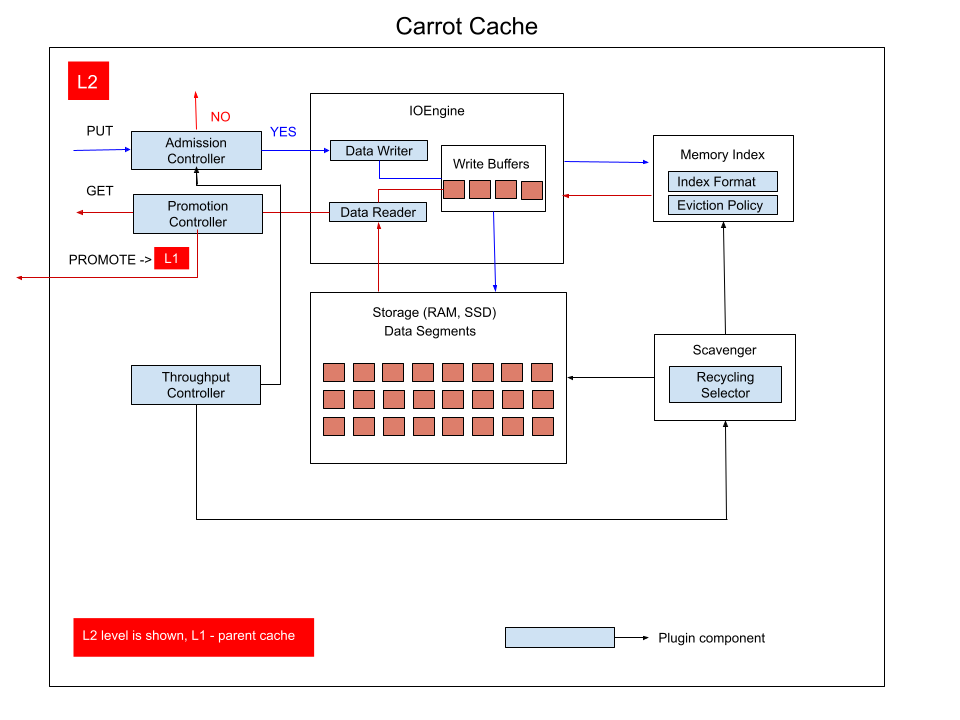 Carrot Cache
L2
PUT
NO
YES
Admission
Controller
IOEngine
Data Writer
Write Buffers
Memory Index
Index Format
Eviction Policy
GET
Promotion
Controller
Data Reader
PROMOTE ->
L1
Storage (RAM, SSD)
Data Segments
Scavenger
Recycling
Selector
Throughput
Controller
L2 level is shown, L1 - parent cache
Plugin component